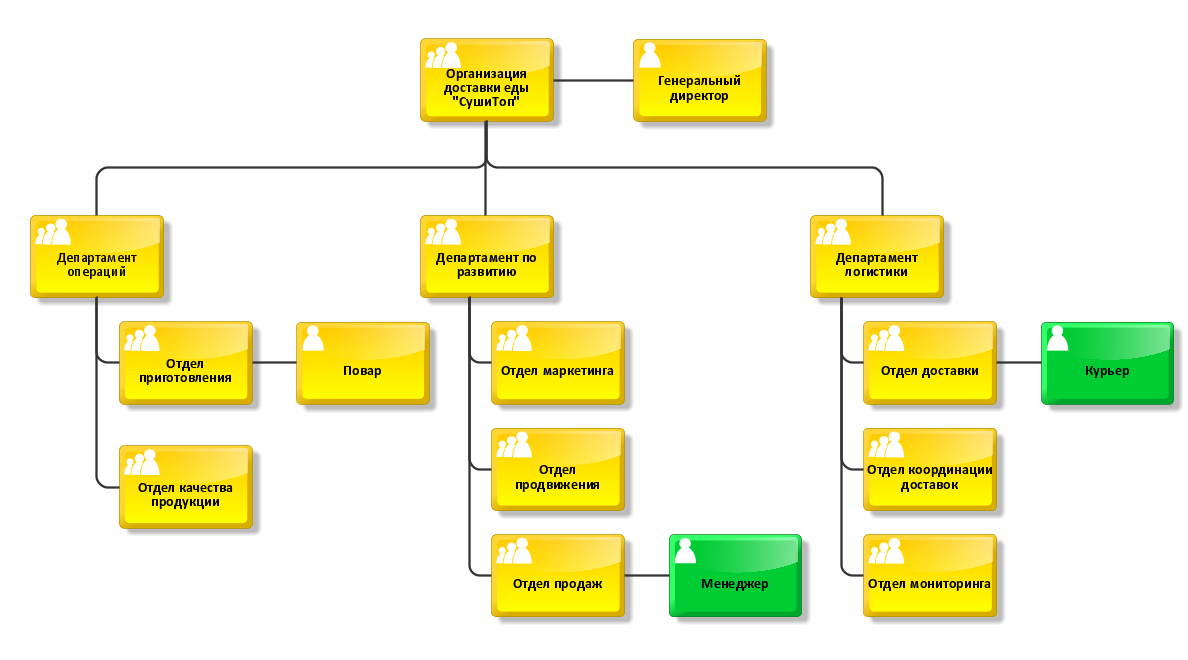 Организация
доставки еды
"СушиТоп"
Генеральный
директор
Департамент
операций
Департамент по
развитию
Департамент
логистики
Отдел
приготовления
Повар
Отдел маркетинга
Отдел доставки
Курьер
Отдел качества
продукции
Отдел
продвижения
Отдел координации
доставок
Отдел продаж
Менеджер
Отдел мониторинга